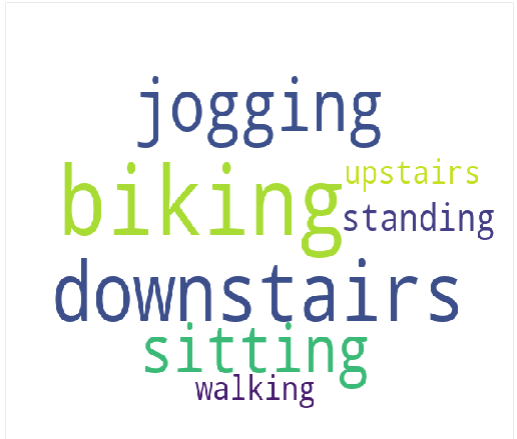 jogging
biking
upstairs
standing
downstairs
sitting
walking